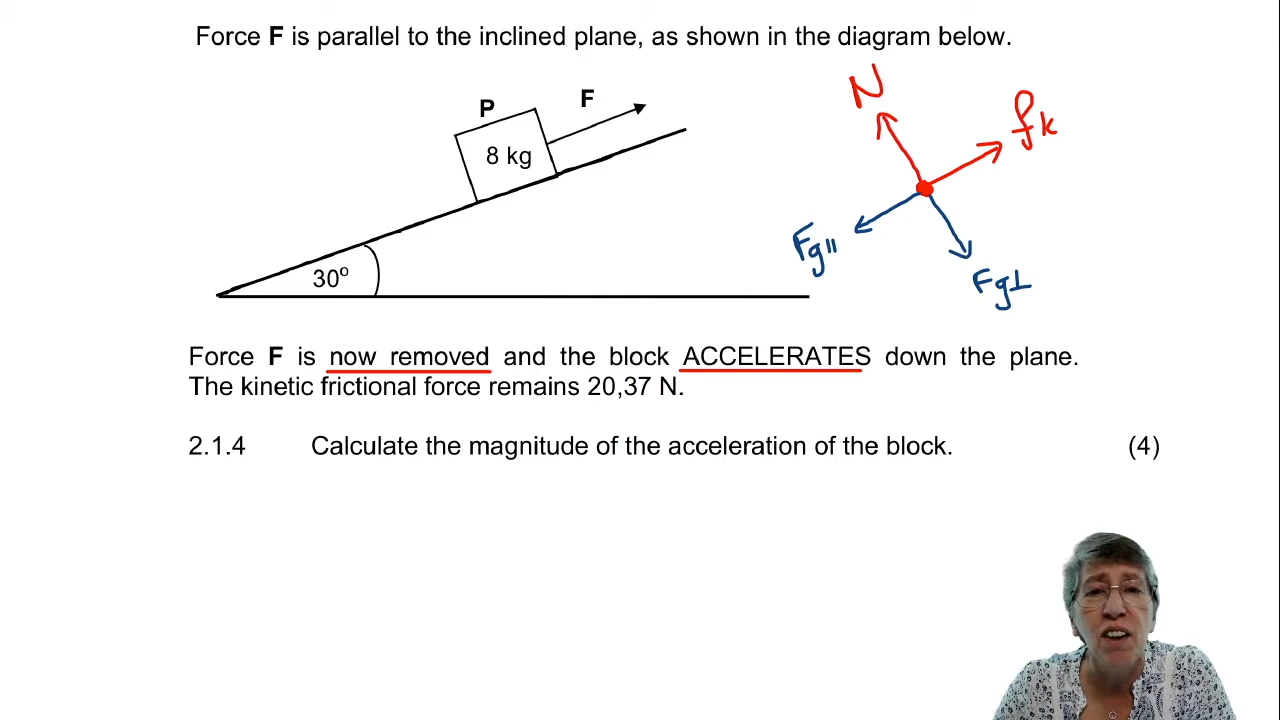 Force F is parallel to the inclined plane, as shown in the diagram below.
P
F
8 kg
30º
N
fk
Fg||
Fg⊥
Force F is now removed and the block ACCELERATES down the plane.
The kinetic frictional force remains 20,37 N.
2.1.4 Calculate the magnitude of the acceleration of the block. (4)